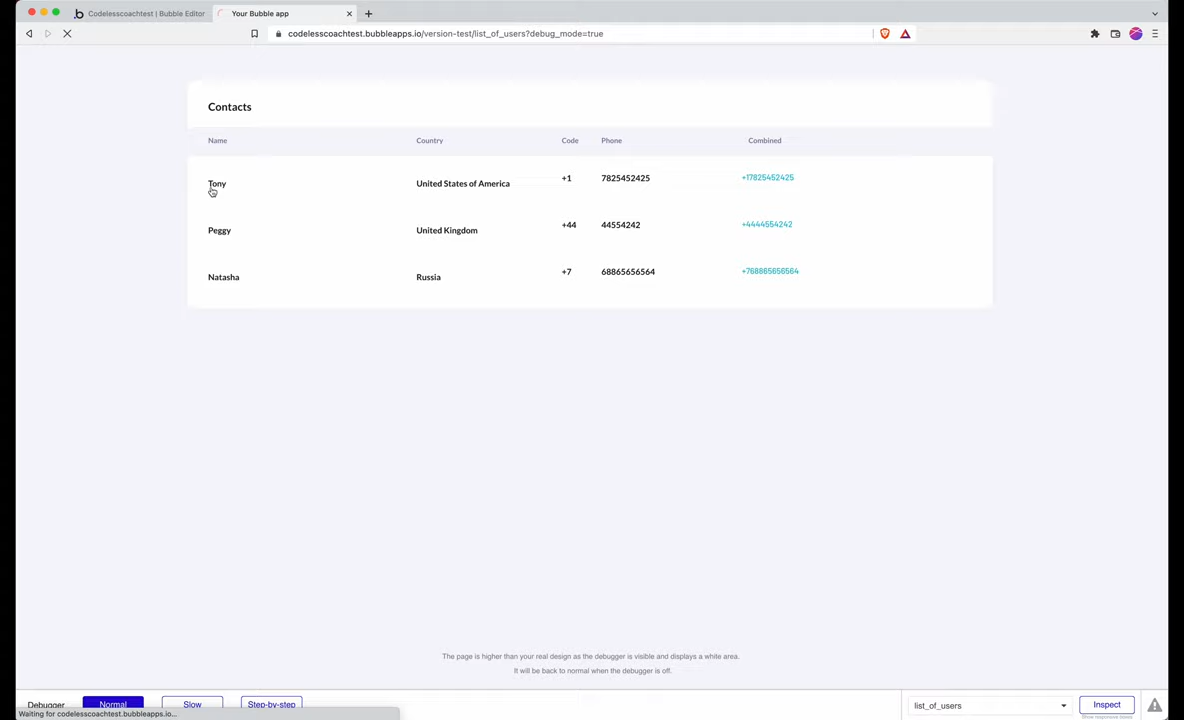 Codelesscoachtest | Bubble Editor
Your Bubble app
codelesscoachtest.bubbleapps.io/version-test/list_of_users?debug_mode=true
Contacts
Name Country Code Phone Combined
Tony United States of America +1 7825452425 +17825452425
Peggy United Kingdom +44 44554242 +4444554242
Natasha Russia +7 68865656564 +768865656564
The page is higher than your real design as the debugger is visible and displays a white area.
It will be back to normal when the debugger is off.
Debugger Normal Slow Step-by-step list_of_users Inspect
Waiting for codelesscoachtest.bubbleapps.io...
Show responsive boxes